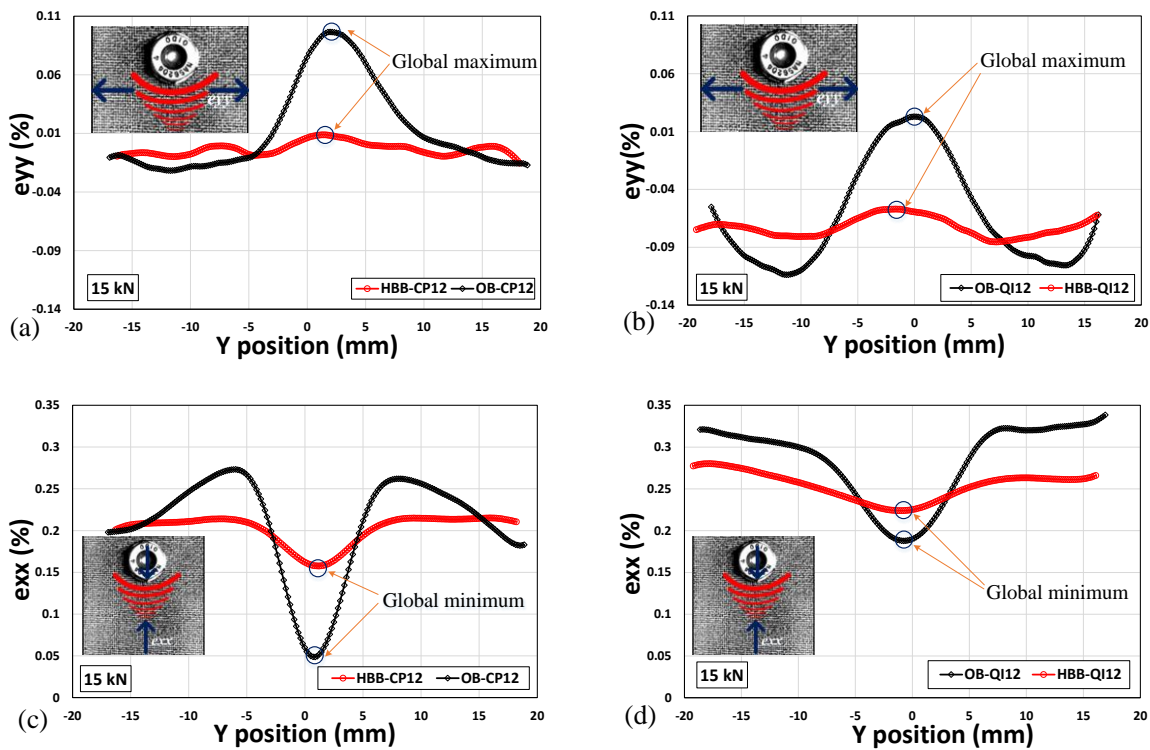 0.11
0.06
0.01
-0.04
-0.09
-0.14
eyy (%)
eyy
Global maximum
15 kN
HBB-CP12 OB-CP12
-20 -15 -10 -5 0 5 10 15 20
Y position (mm)
(a)
0.11
0.06
0.01
-0.04
-0.09
-0.14
eyy (%)
eyy
Global maximum
15 kN
OB-QI12 HBB-QI12
-20 -15 -10 -5 0 5 10 15 20
Y position (mm)
(b)
0.35
0.3
0.25
0.2
0.15
0.1
0.05
0
exx (%)
exx
Global minimum
15 kN
HBB-CP12 OB-CP12
-20 -15 -10 -5 0 5 10 15 20
Y position (mm)
(c)
0.35
0.3
0.25
0.2
0.15
0.1
0.05
0
exx (%)
exx
Global minimum
15 kN
OB-QI12 HBB-QI12
-20 -15 -10 -5 0 5 10 15 20
Y position (mm)
(d)